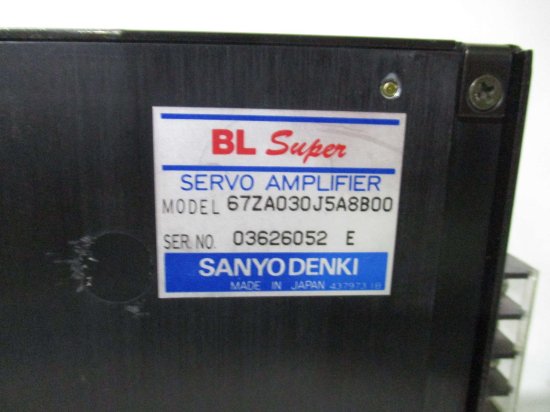 BL Super
SERVO AMPLIFIER
MODEL 67ZA030J5A8B00
SER. NO. 03626052 E
SANYO DENKI
MADE IN JAPAN